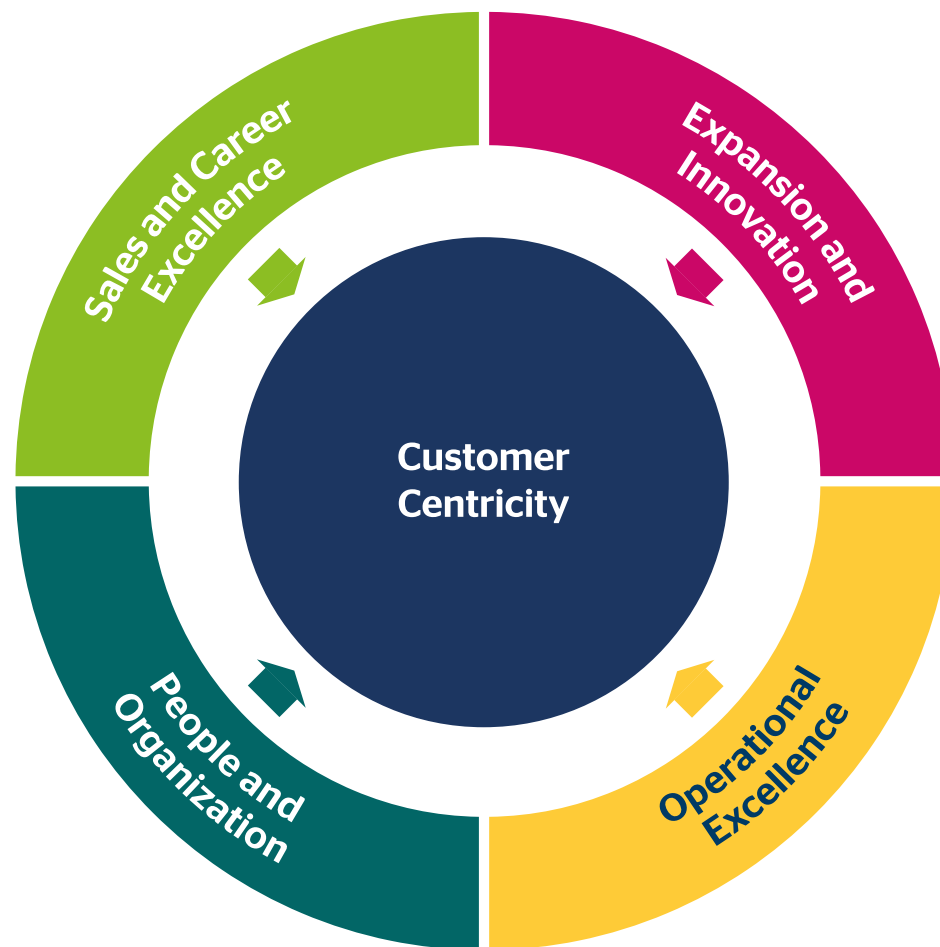 Sales and Career
Excellence
Expansion and
Innovation
Customer
Centricity
People and
Organization
Operational
Excellence